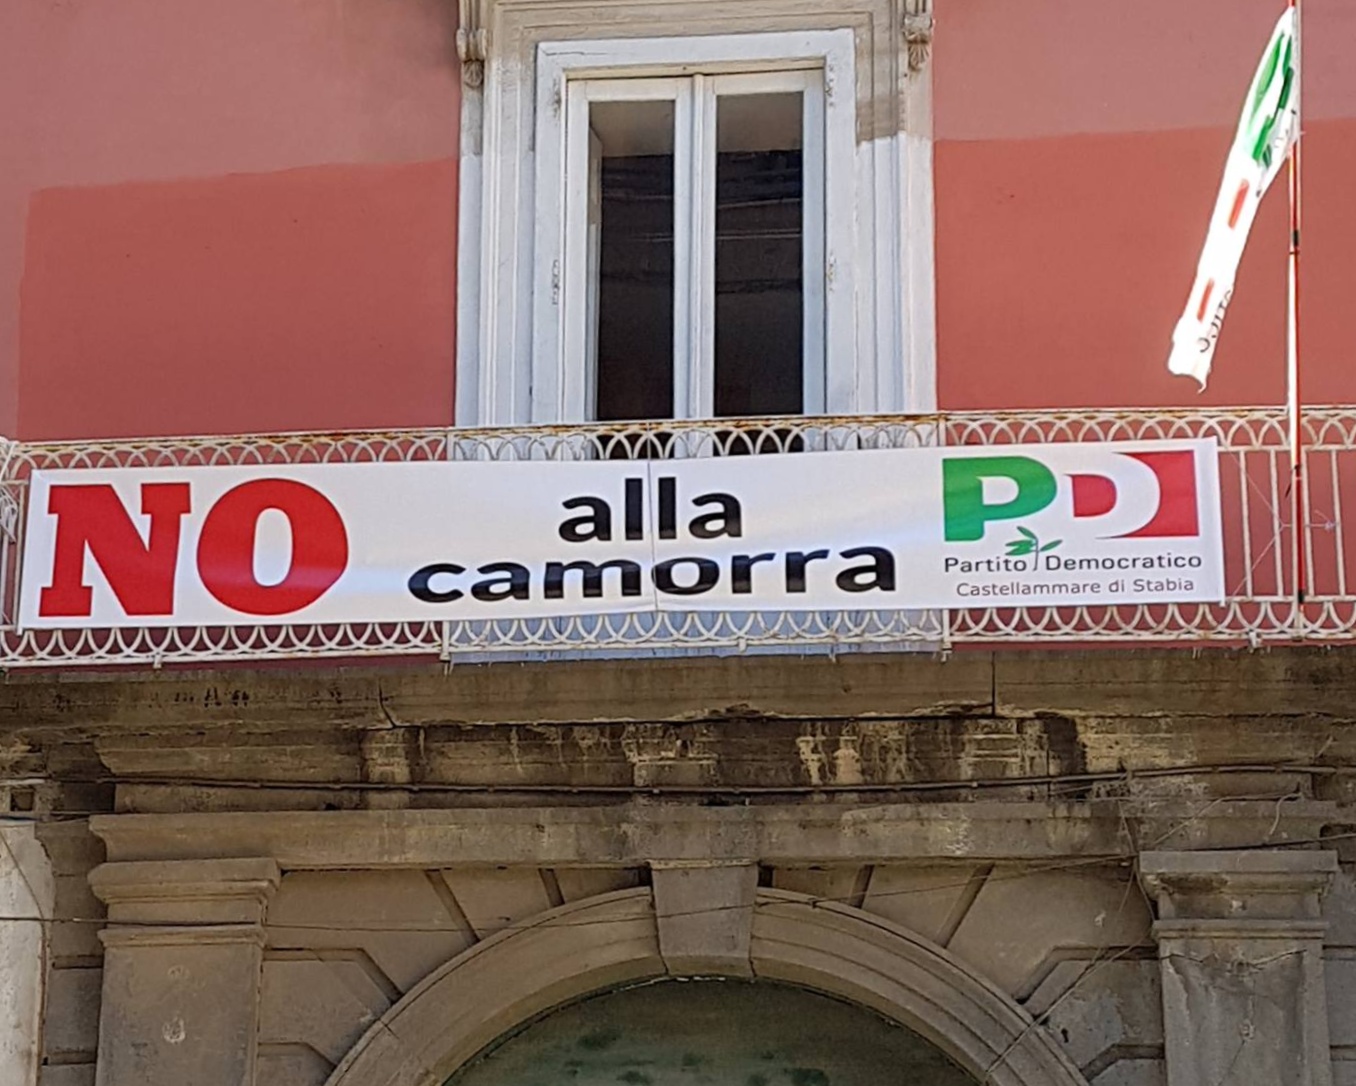 NO
alla
camorra
PD
Partito Democratico
Castellammare di Stabia